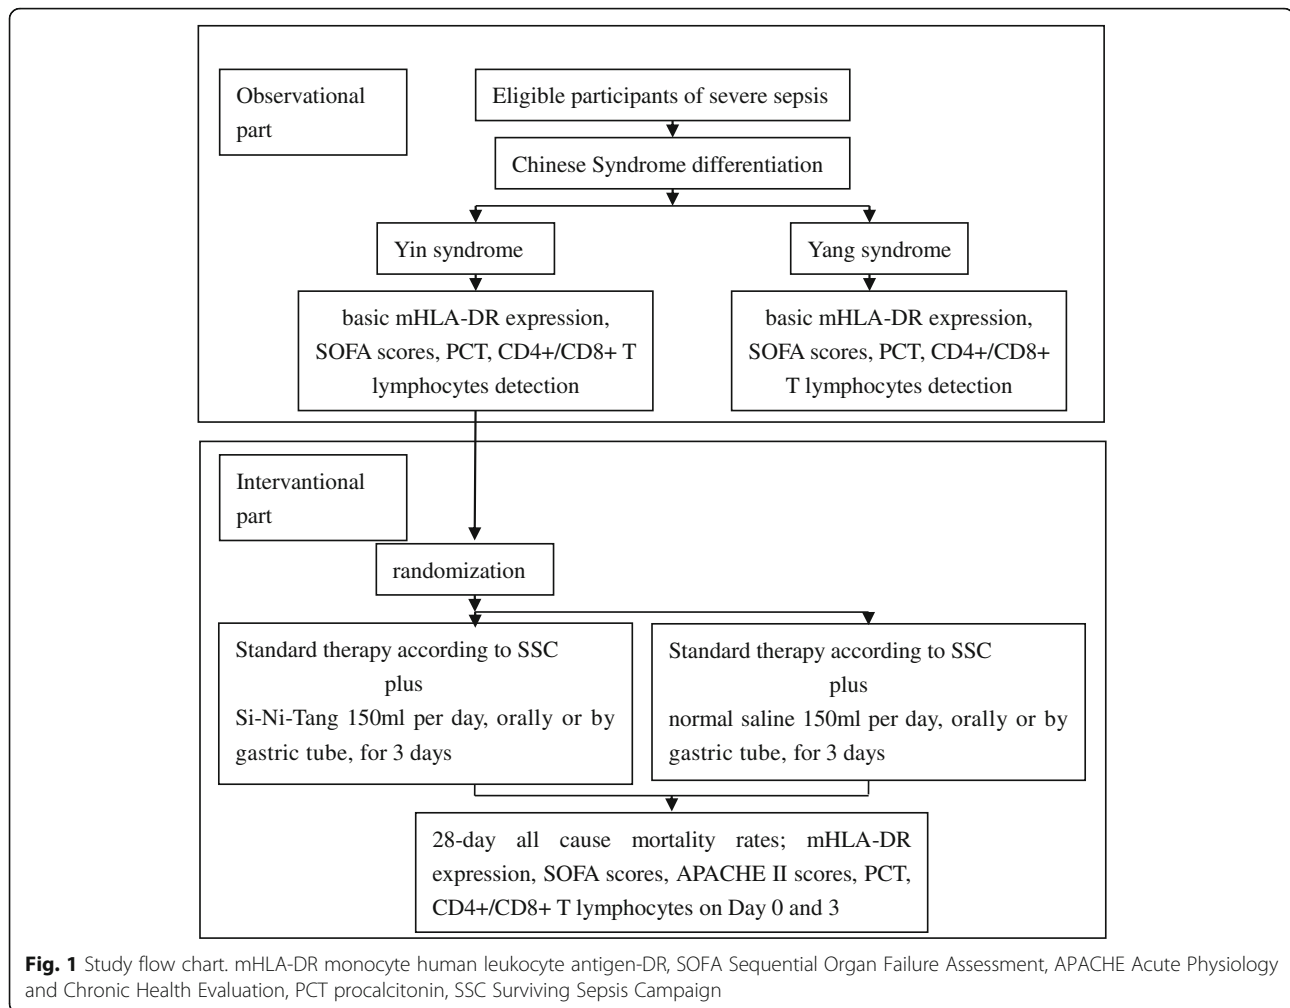 Observational
part
Eligible participants of severe sepsis
Chinese Syndrome differentiation
Yin syndrome
Yang syndrome
basic mHLA-DR expression,
SOFA scores, PCT, CD4+/CD8+ T
lymphocytes detection
basic mHLA-DR expression,
SOFA scores, PCT, CD4+/CD8+
T lymphocytes detection
Intervantional
part
randomization
Standard therapy according to SSC
plus
Si-Ni-Tang 150ml per day, orally or by
gastric tube, for 3 days
Standard therapy according to SSC
plus
normal saline 150ml per day, orally or by
gastric tube, for 3 days
28-day all cause mortality rates; mHLA-DR
expression, SOFA scores, APACHE II scores, PCT,
CD4+/CD8+ T lymphocytes on Day 0 and 3
Fig. 1 Study flow chart. mHLA-DR monocyte human leukocyte antigen-DR, SOFA Sequential Organ Failure Assessment, APACHE Acute Physiology
and Chronic Health Evaluation, PCT procalcitonin, SSC Surviving Sepsis Campaign